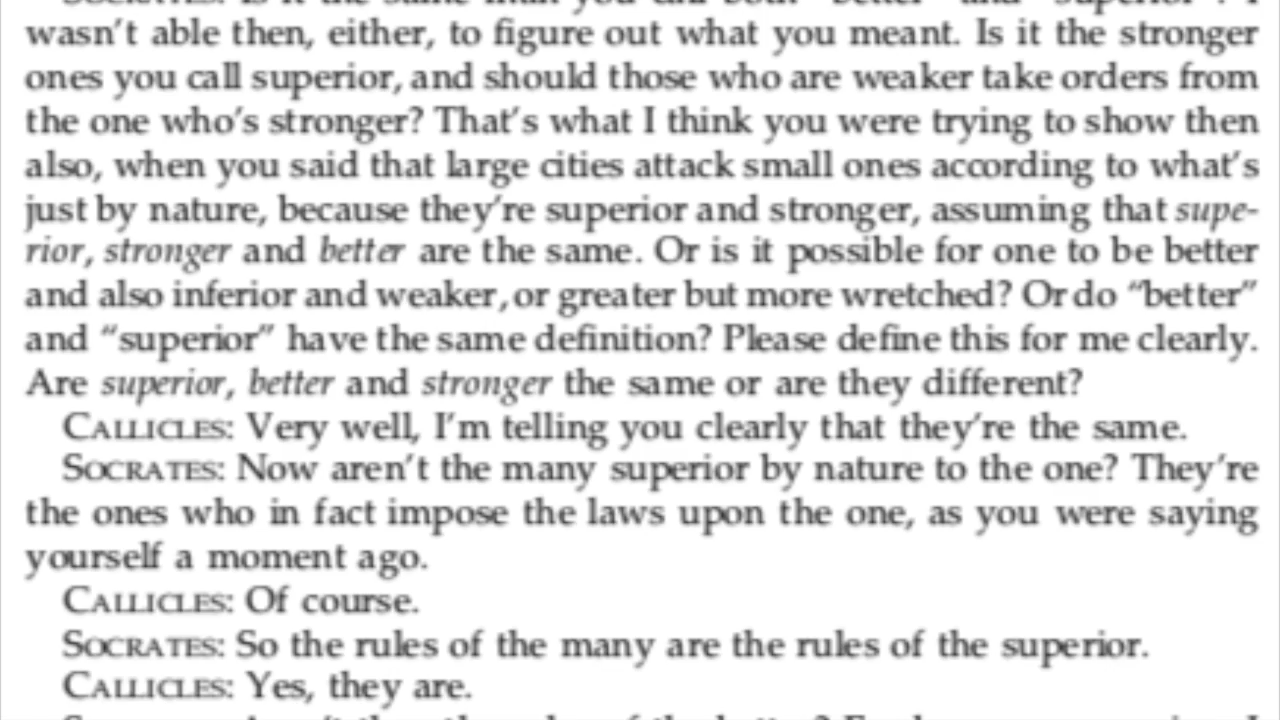 wasn't able then, either, to figure out what you meant. Is it the stronger
ones you call superior, and should those who are weaker take orders from
the one who's stronger? That's what I think you were trying to show then
also, when you said that large cities attack small ones according to what's
just by nature, because they're superior and stronger, assuming that supe-
rior, stronger and better are the same. Or is it possible for one to be better
and also inferior and weaker, or greater but more wretched? Or do “better”
and “superior” have the same definition? Please define this for me clearly.
Are superior, better and stronger the same or are they different?
CALLICLES: Very well, I'm telling you clearly that they're the same.
SOCRATES: Now aren't the many superior by nature to the one? They're
the ones who in fact impose the laws upon the one, as you were saying
yourself a moment ago.
CALLICLES: Of course.
SOCRATES: So the rules of the many are the rules of the superior.
CALLICLES: Yes, they are.